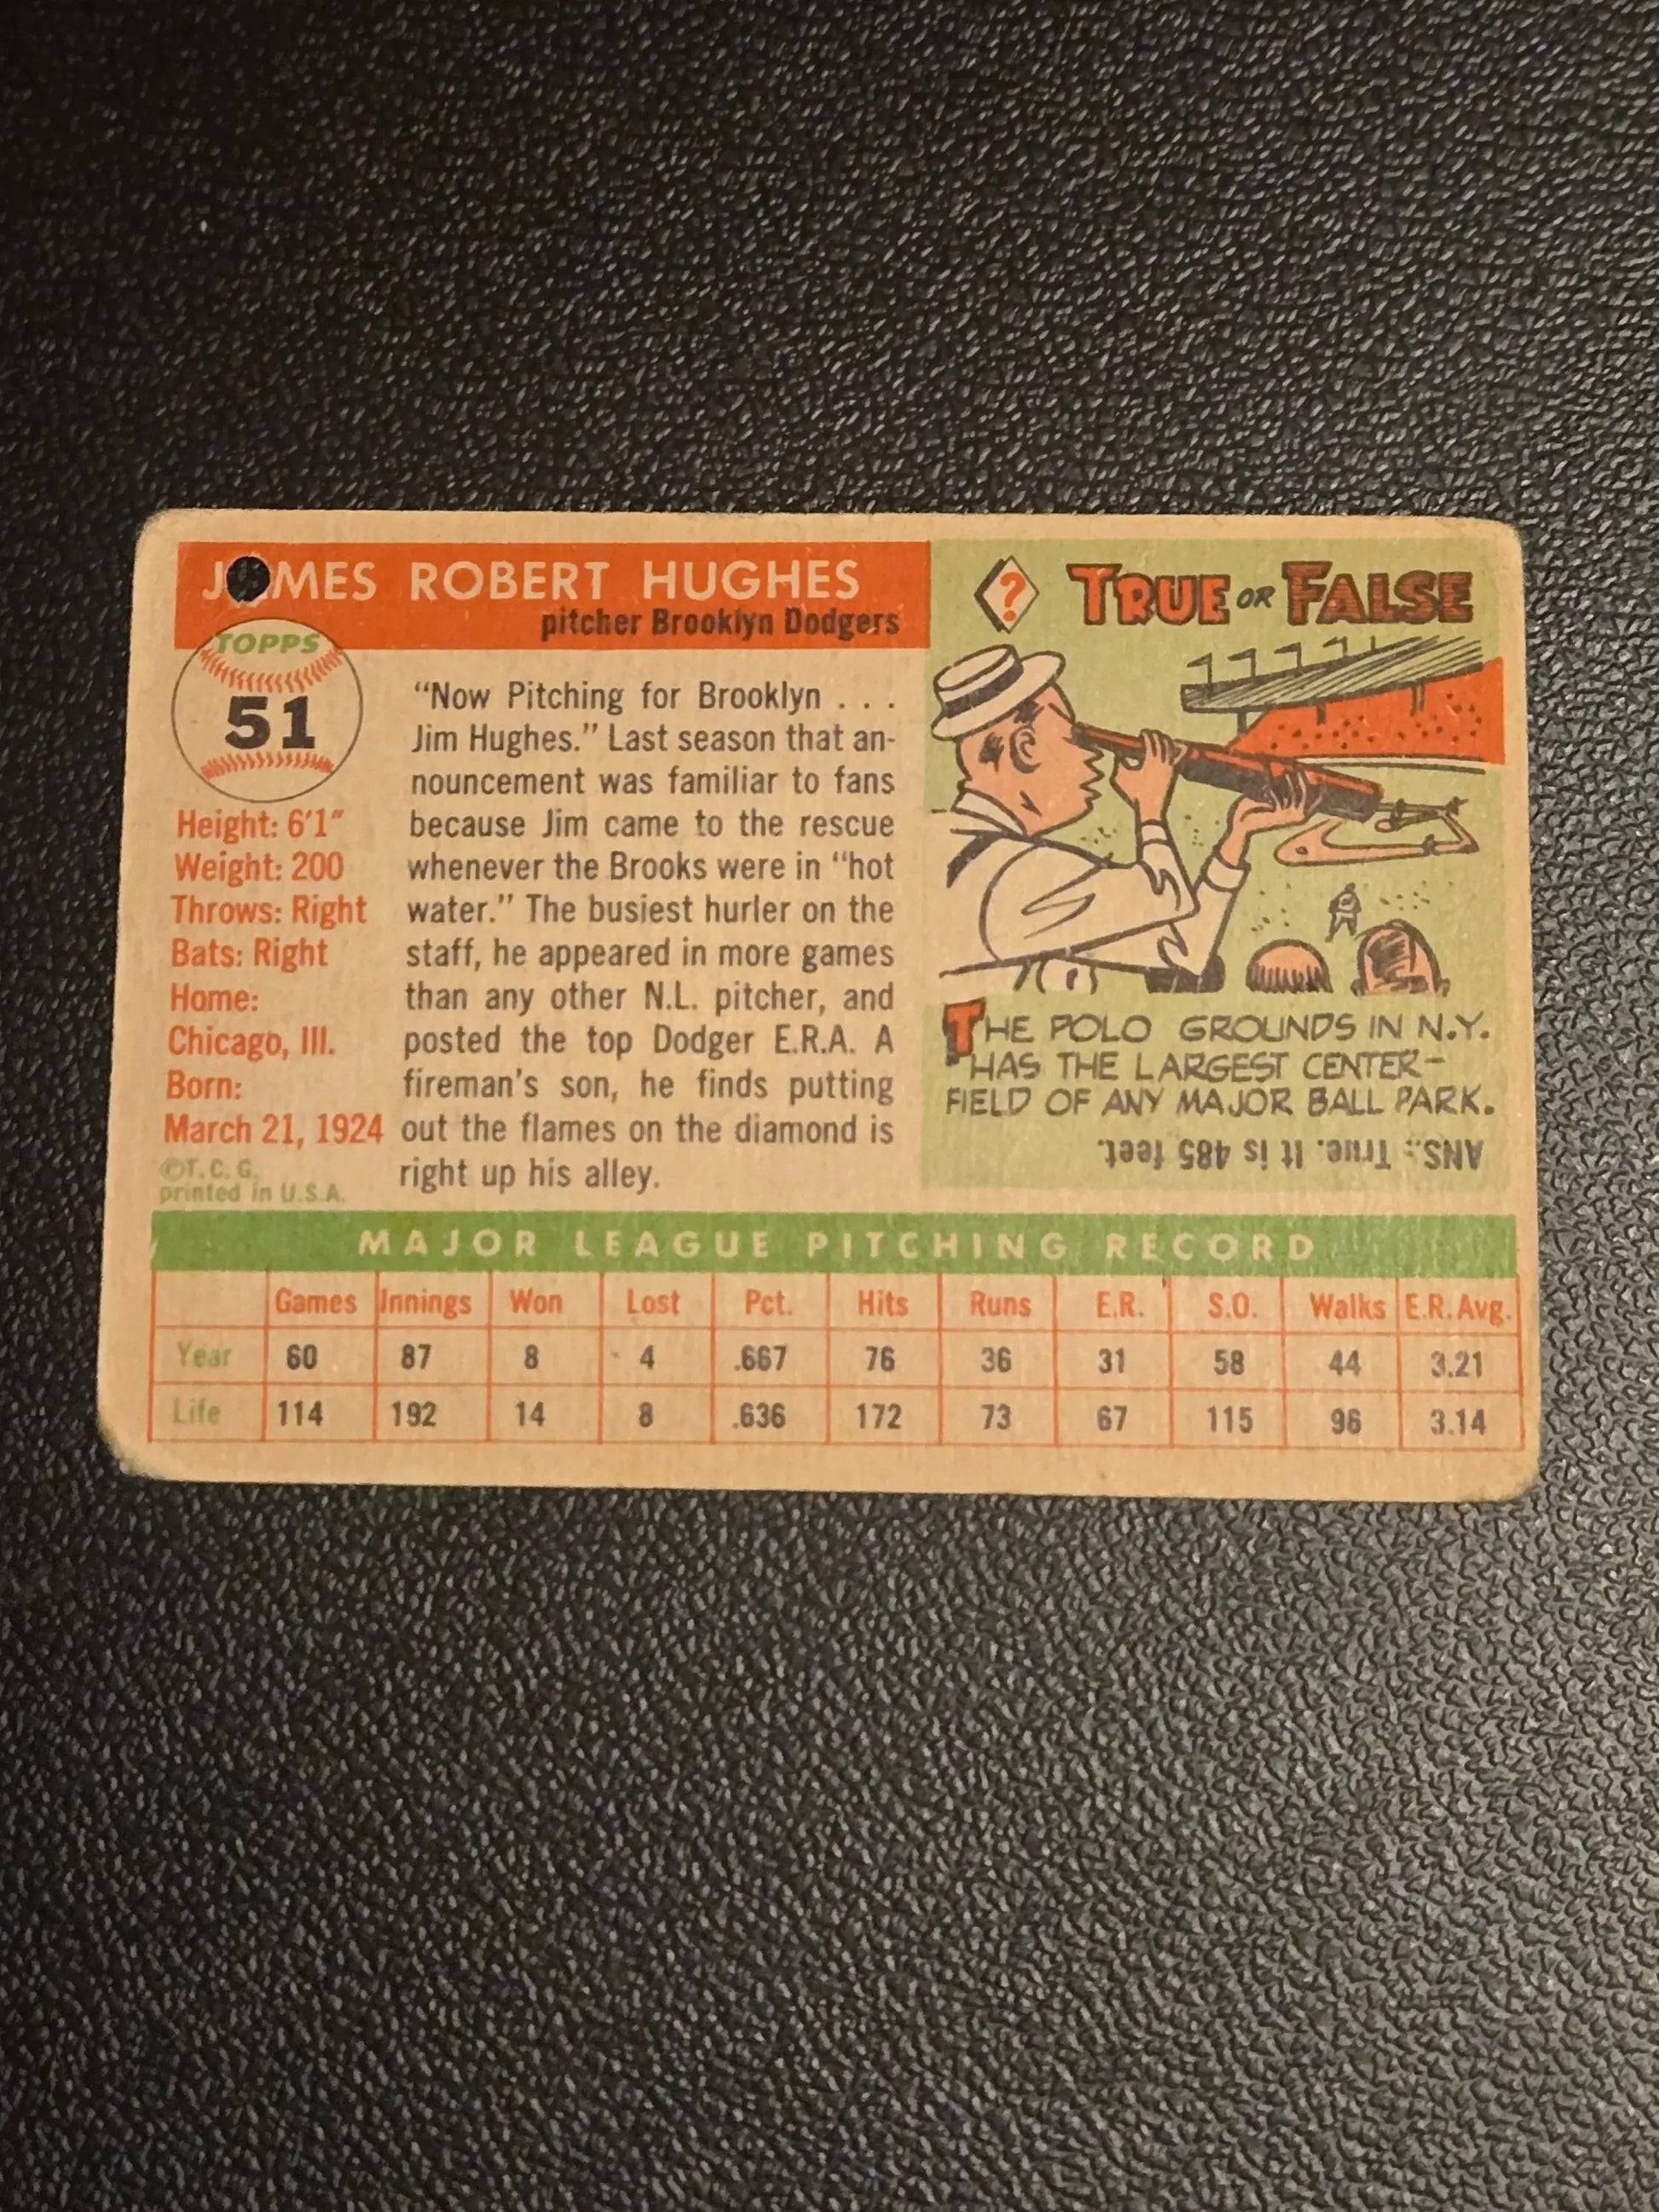 J MES ROBERT HUGHES
pitcher Brooklyn Dodgers
TOPPS
51
Height: 6'1"
Weight: 200
Throws: Right
Bats: Right
Home:
Chicago, Ill.
Born:
March 21, 1924
©T.C.G.
printed in U.S.A.
"Now Pitching for Brooklyn . . .
Jim Hughes." Last season that an-
nouncement was familiar to fans
because Jim came to the rescue
whenever the Brooks were in "hot
water." The busiest hurler on the
staff, he appeared in more games
than any other N.L. pitcher, and
posted the top Dodger E.R.A. A
fireman's son, he finds putting
out the flames on the diamond is
right up his alley.
? TRUE OR FALSE
THE POLO GROUNDS IN N.Y.
HAS THE LARGEST CENTER-
FIELD OF ANY MAJOR BALL PARK.
ANS.: True. It is 485 feet.
MAJOR LEAGUE PITCHING RECORD
Games Innings Won Lost Pct. Hits Runs E.R. S.O. Walks E.R. Avg.
Year 60 87 8 4 .667 76 36 31 58 44 3.21
Life 114 192 14 8 .636 172 73 67 115 96 3.14